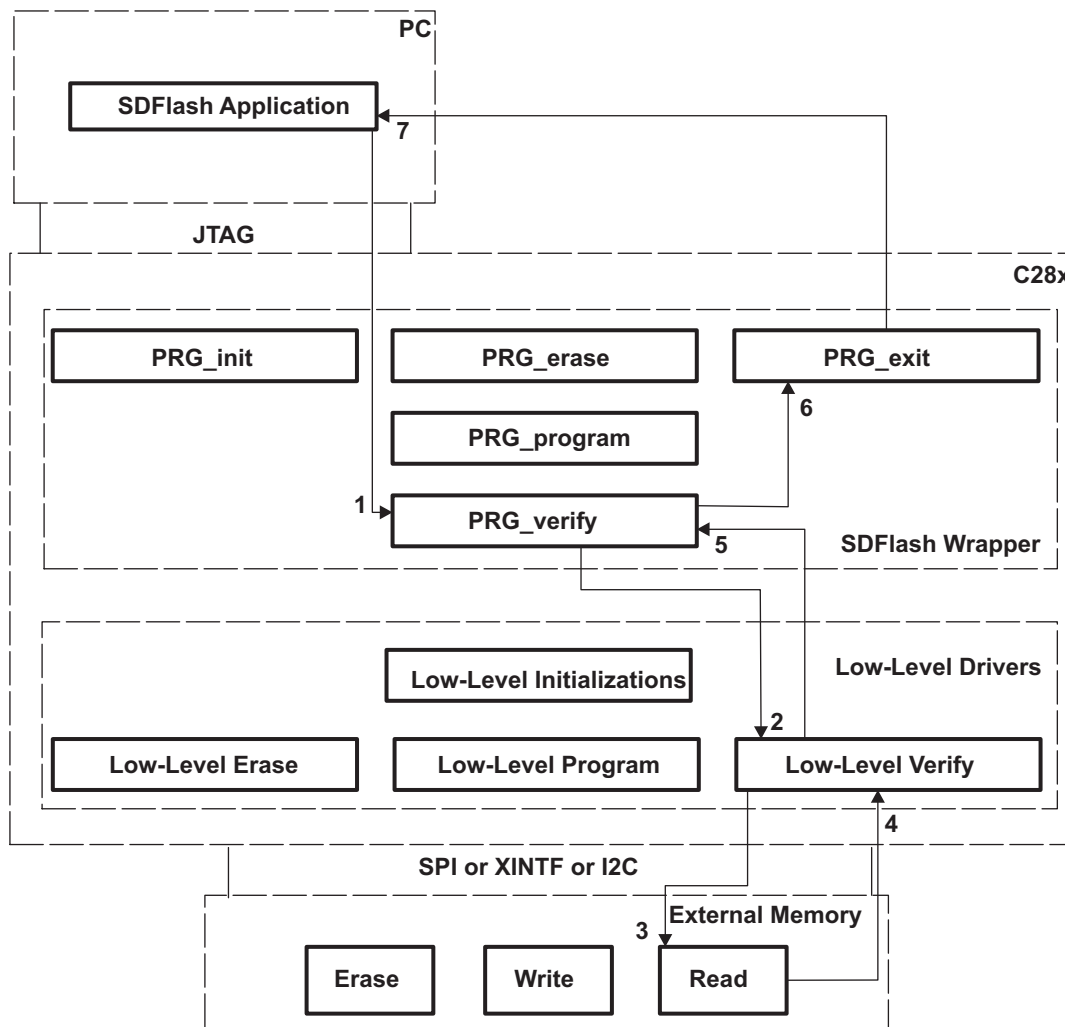 PC
SDFlash Application
7
JTAG
C28x
PRG_init
PRG_erase
PRG_exit
6
PRG_program
1
PRG_verify
5
SDFlash Wrapper
Low-Level Initializations
Low-Level Drivers
2
Low-Level Erase
Low-Level Program
Low-Level Verify
4
SPI or XINTF or I2C
External Memory
3
Erase
Write
Read